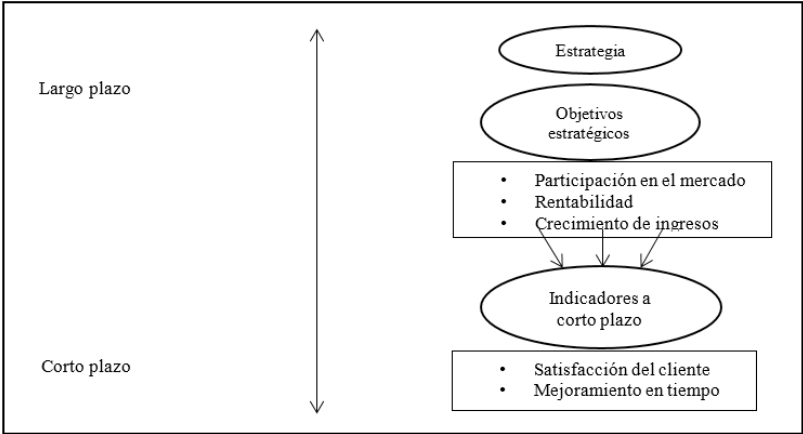 Estrategia
Largo plazo
Objetivos
estratégicos
• Participación en el mercado
• Rentabilidad
• Crecimiento de ingresos
Indicadores a
corto plazo
Corto plazo
• Satisfacción del cliente
• Mejoramiento en tiempo